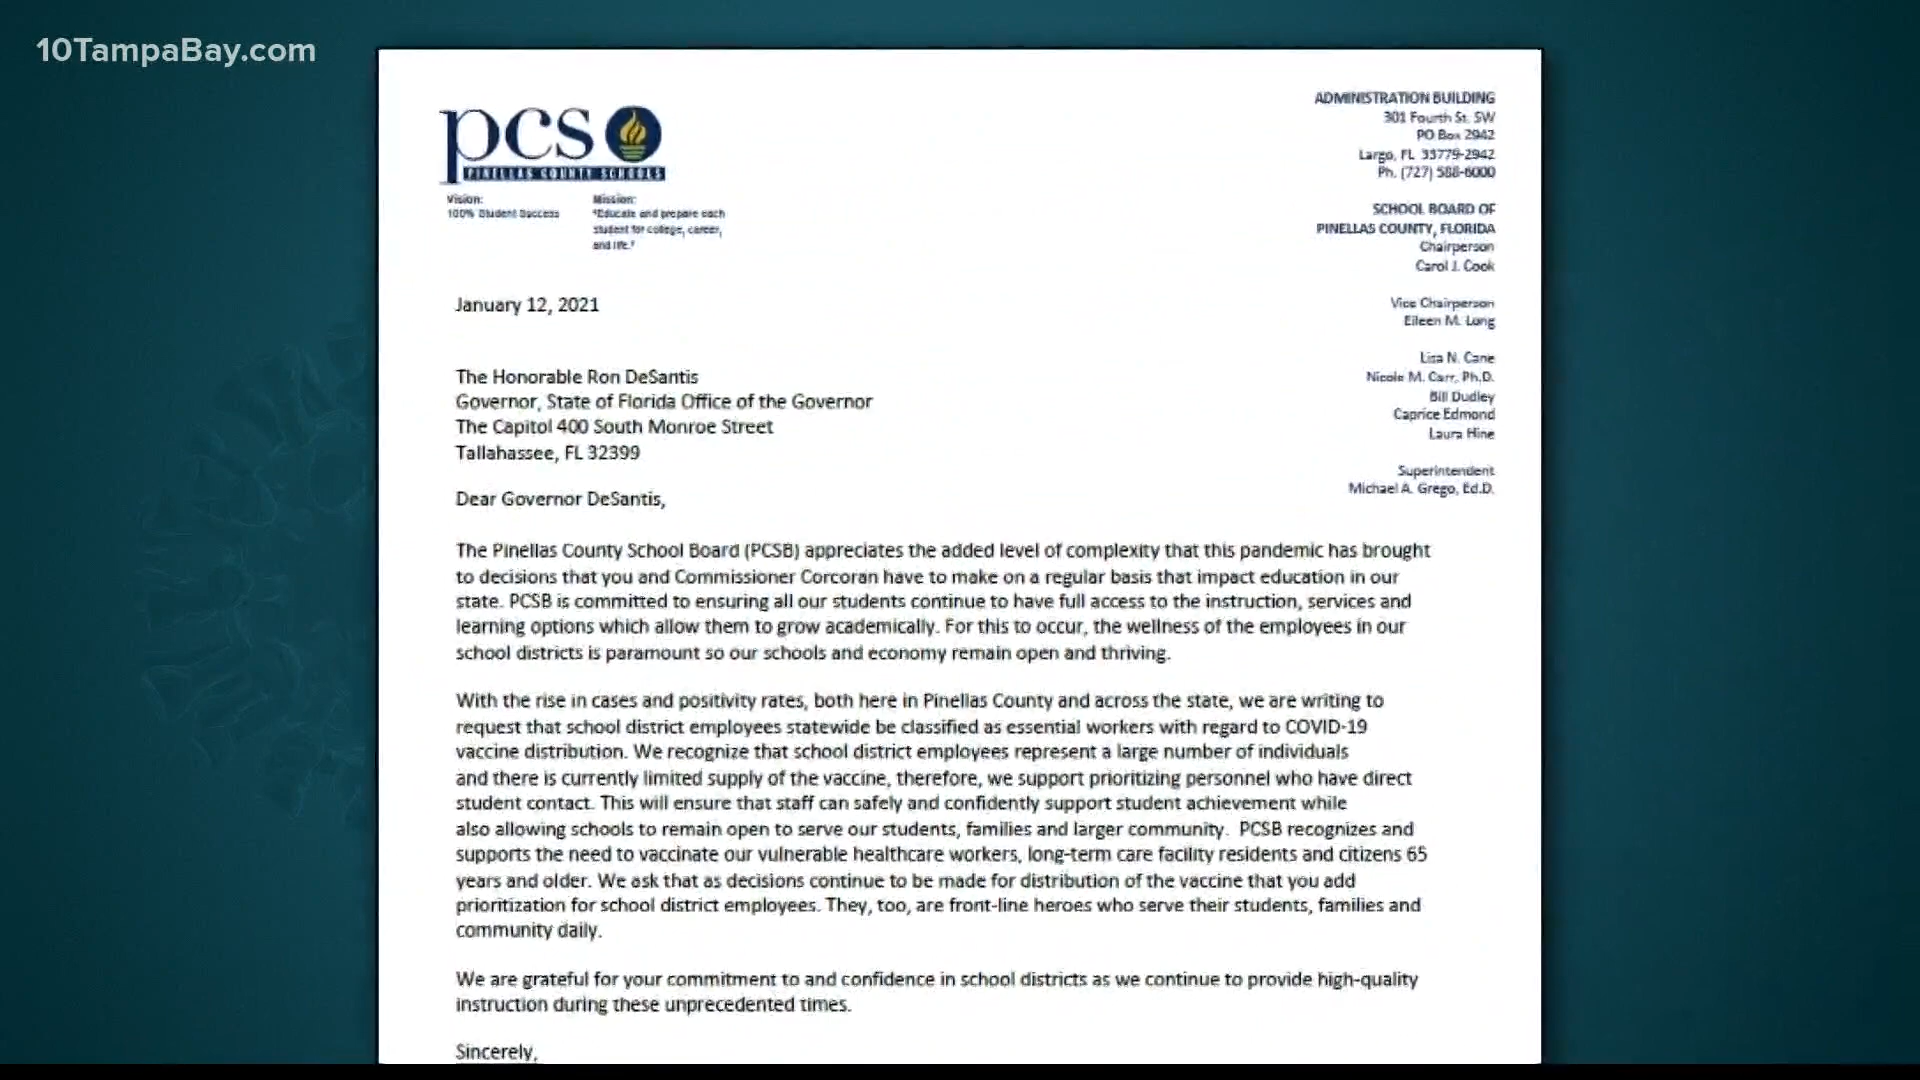 10TampaBay.com
pcs
PINELLAS COUNTY SCHOOLS
Vision:
100% Student Success
Mission:
"Educate and prepare each
student for college, career,
and life."
ADMINISTRATION BUILDING
301 Fourth St. SW
PO Box 2942
Largo, FL 33779-2942
Ph. (727) 588-6000
SCHOOL BOARD OF
PINELLAS COUNTY, FLORIDA
Chairperson
Carol J. Cook
Vice Chairperson
Eileen M. Long
Lisa N. Cane
Nicole M. Carr, Ph.D.
Bill Dudley
Caprice Edmond
Laura Hine
Superintendent
Michael A. Grego, Ed.D.
January 12, 2021
The Honorable Ron DeSantis
Governor, State of Florida Office of the Governor
The Capitol 400 South Monroe Street
Tallahassee, FL 32399
Dear Governor DeSantis,
The Pinellas County School Board (PCSB) appreciates the added level of complexity that this pandemic has brought
to decisions that you and Commissioner Corcoran have to make on a regular basis that impact education in our
state. PCSB is committed to ensuring all our students continue to have full access to the instruction, services and
learning options which allow them to grow academically. For this to occur, the wellness of the employees in our
school districts is paramount so our schools and economy remain open and thriving.
With the rise in cases and positivity rates, both here in Pinellas County and across the state, we are writing to
request that school district employees statewide be classified as essential workers with regard to COVID-19
vaccine distribution. We recognize that school district employees represent a large number of individuals
and there is currently limited supply of the vaccine, therefore, we support prioritizing personnel who have direct
student contact. This will ensure that staff can safely and confidently support student achievement while
also allowing schools to remain open to serve our students, families and larger community. PCSB recognizes and
supports the need to vaccinate our vulnerable healthcare workers, long-term care facility residents and citizens 65
years and older. We ask that as decisions continue to be made for distribution of the vaccine that you add
prioritization for school district employees. They, too, are front-line heroes who serve their students, families and
community daily.
We are grateful for your commitment to and confidence in school districts as we continue to provide high-quality
instruction during these unprecedented times.
Sincerely,